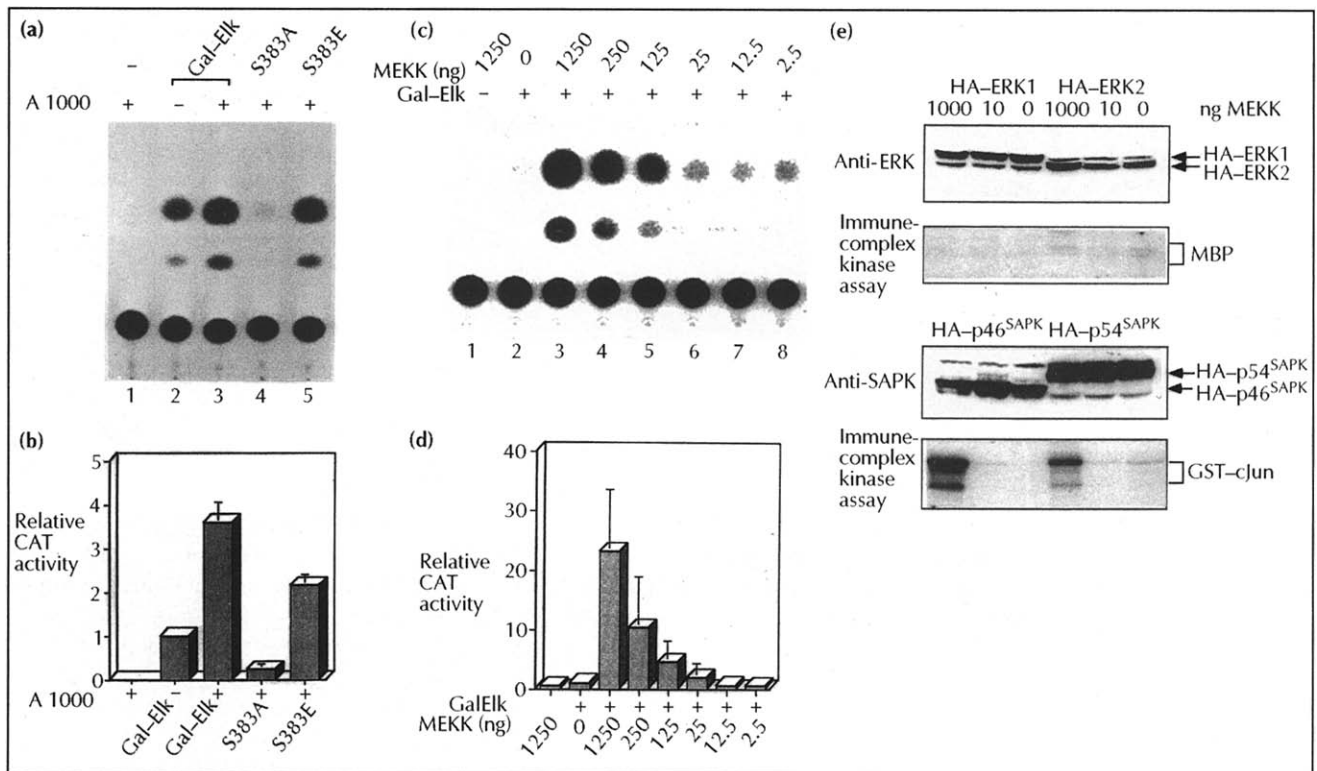 (a)
– Gal–Elk S383A S383E
A 1000 + – + + +
1 2 3 4 5
(b)
5
4
3
2
1
0
Relative
CAT
activity
A 1000 + – + + +
Gal–Elk Gal–Elk S383A S383E
(c)
MEKK (ng) 1250 0 1250 250 125 25 12.5 2.5
Gal–Elk – + + + + + + +
1 2 3 4 5 6 7 8
(d)
40
30
20
10
0
Relative
CAT
activity
GalElk + + + + + + +
MEKK (ng) 1250 0 1250 250 125 25 12.5 2.5
(e)
HA–ERK1 HA–ERK2
1000 10 0 1000 10 0 ng MEKK
Anti-ERK
HA–ERK1
HA–ERK2
Immune-
complex
kinase
assay
MBP
HA–p46SAPK HA–p54SAPK
Anti-SAPK
HA–p54SAPK
HA–p46SAPK
Immune-
complex
kinase
assay
GST–cJun